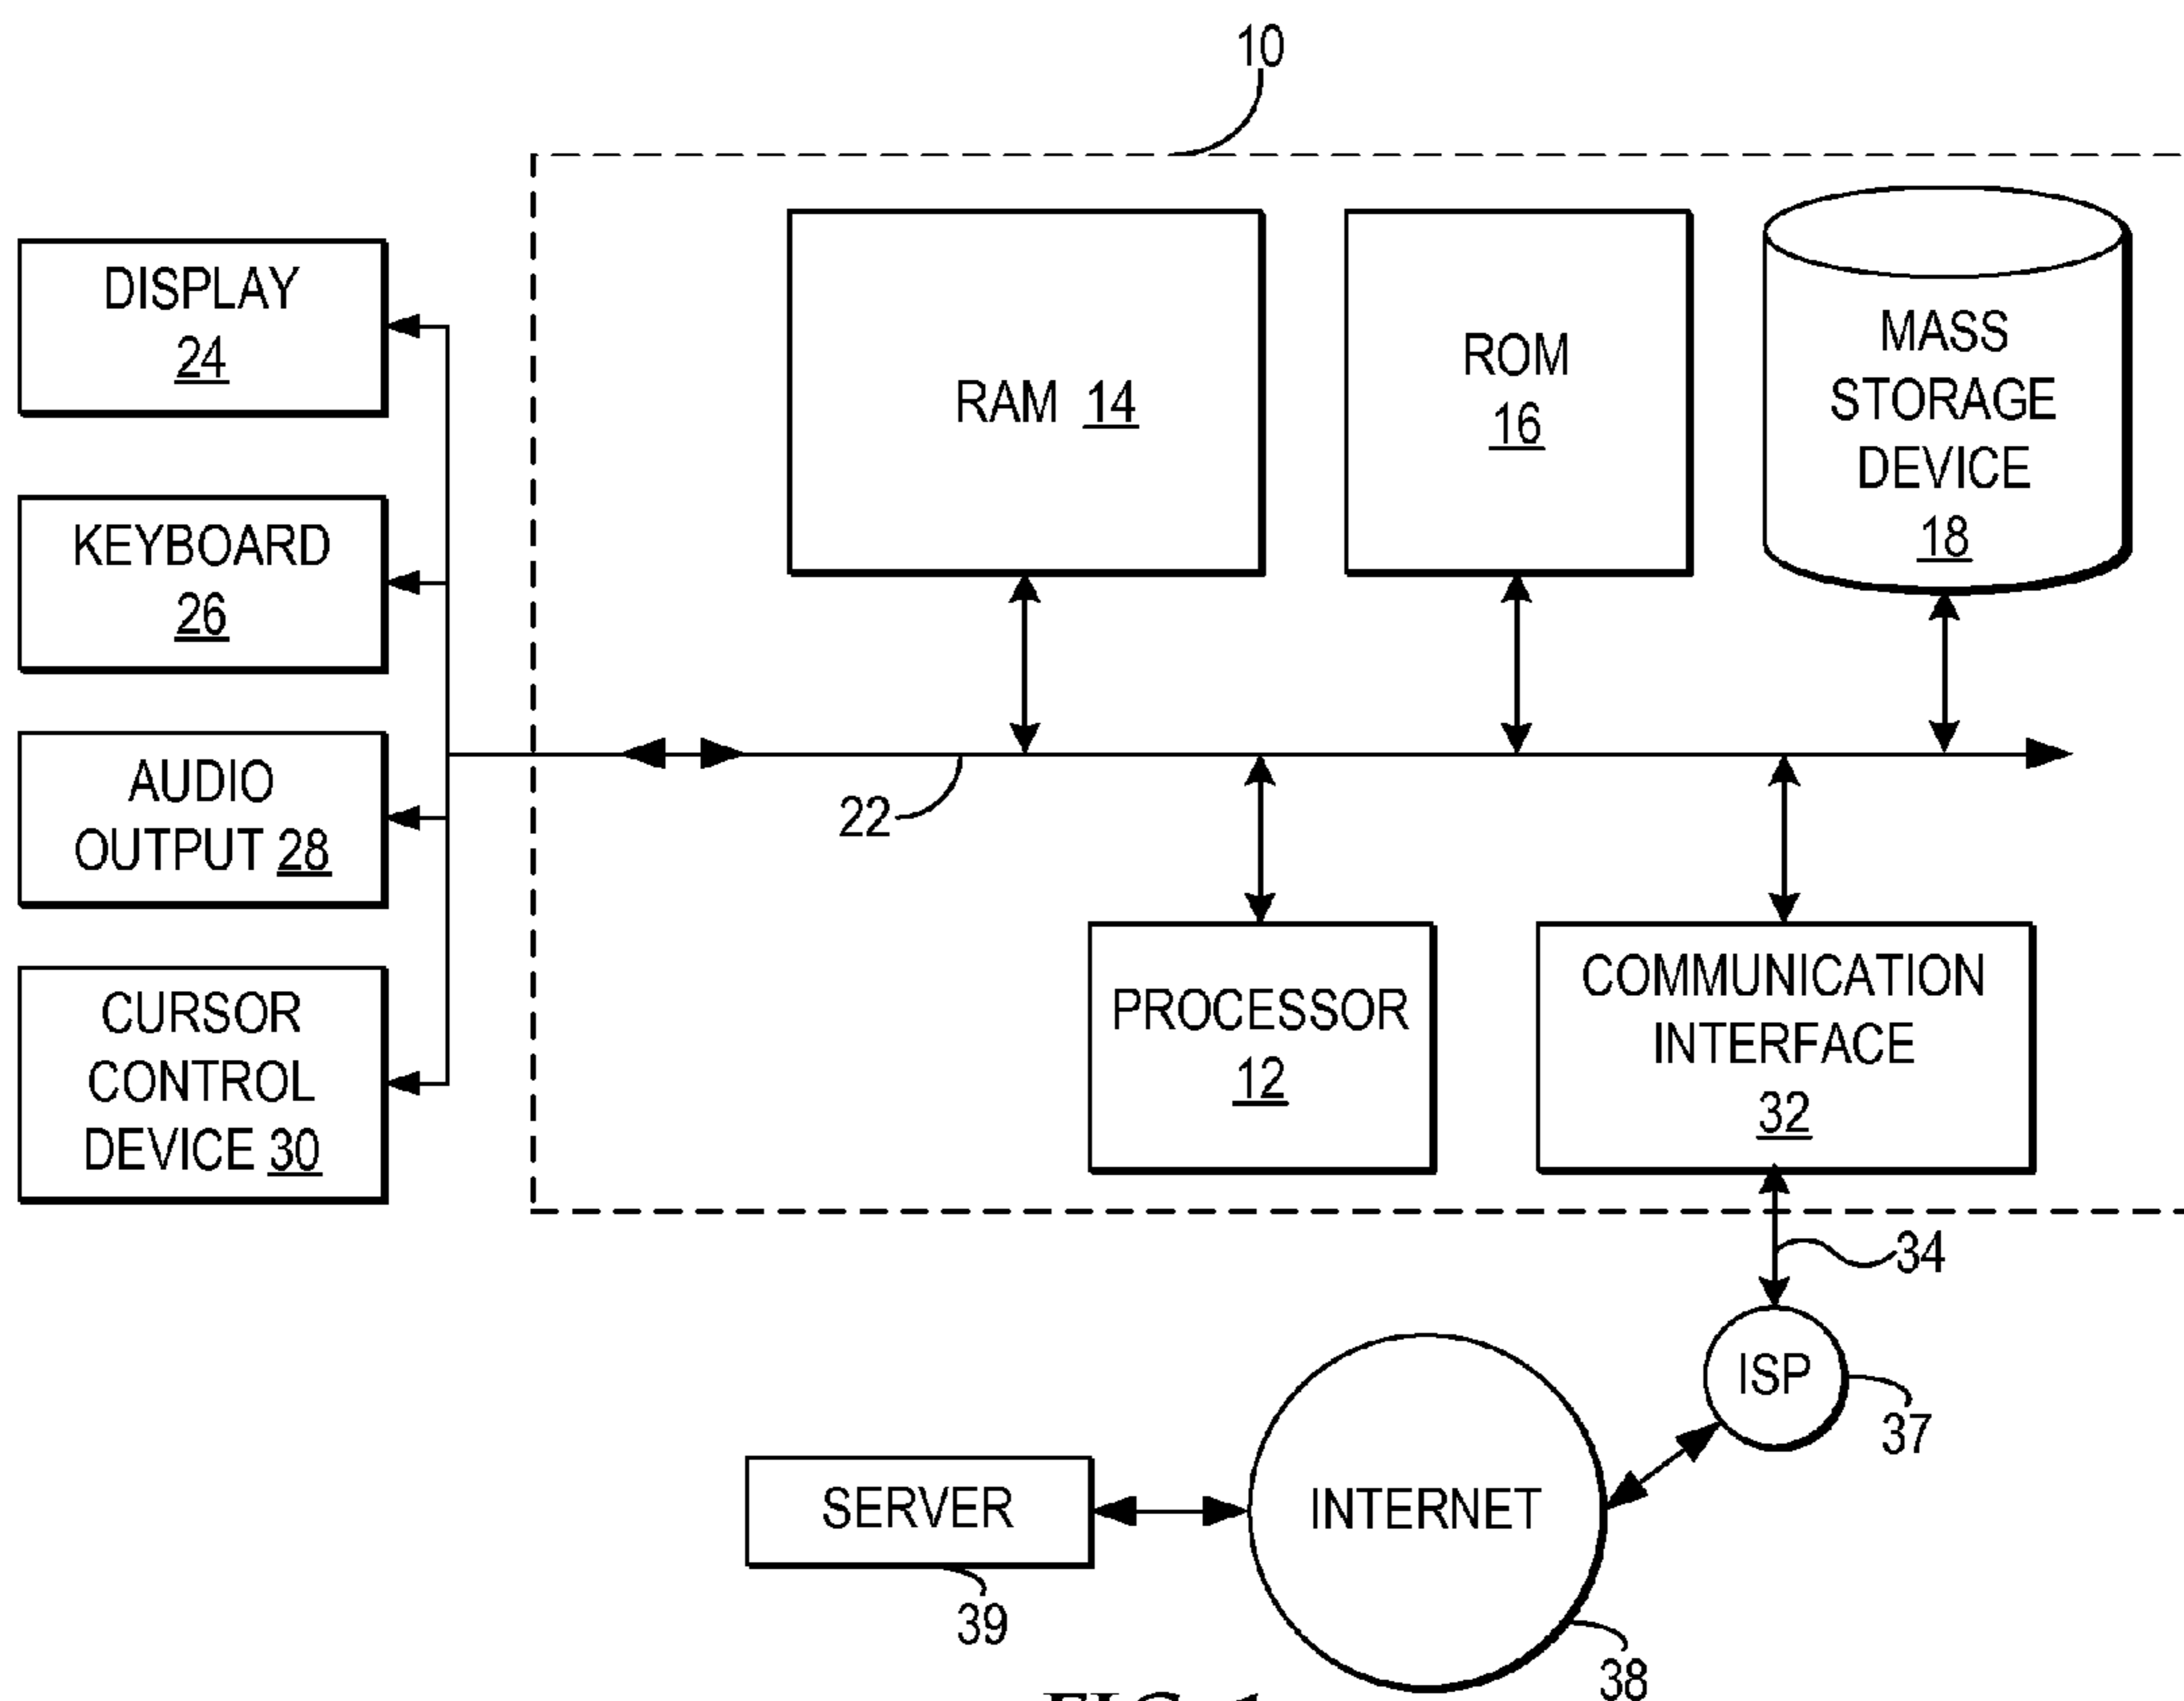 10
DISPLAY
24
KEYBOARD
26
AUDIO
OUTPUT 28
CURSOR
CONTROL
DEVICE 30
RAM 14
ROM
16
MASS
STORAGE
DEVICE
18
22
PROCESSOR
12
COMMUNICATION
INTERFACE
32
34
ISP
37
INTERNET
38
SERVER
39